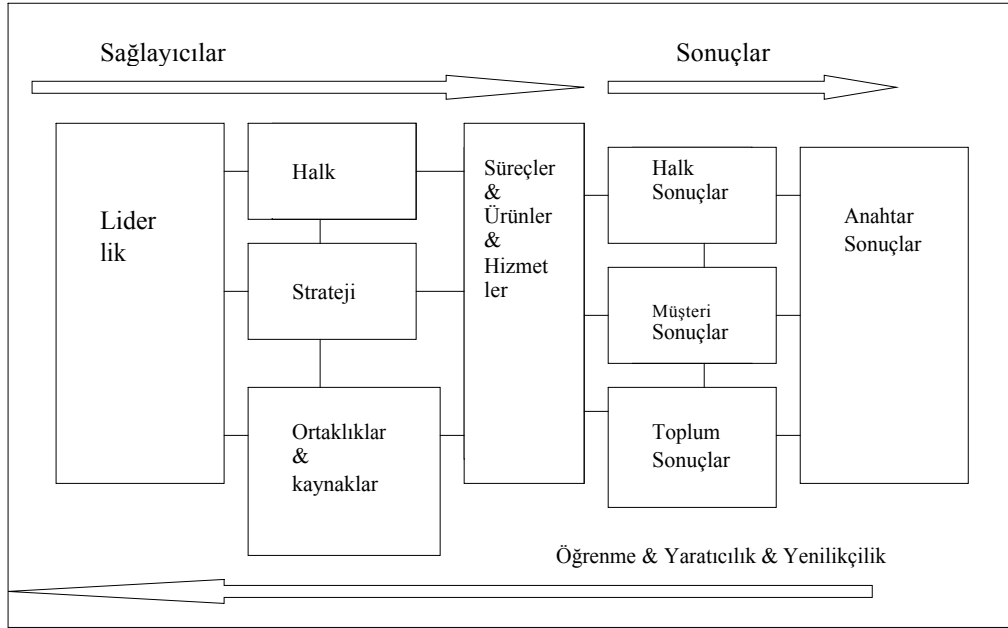 Sağlayıcılar
Sonuçlar
Lider
lik
Halk
Strateji
Ortaklıklar
&
kaynaklar
Süreçler
&
Ürünler
&
Hizmet
ler
Halk
Sonuçlar
Müşteri
Sonuçlar
Toplum
Sonuçlar
Anahtar
Sonuçlar
Öğrenme & Yaratıcılık & Yenilikçilik